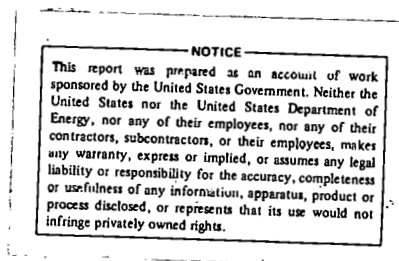 NOTICE
This report was prepared as an account of work
sponsored by the United States Government. Neither the
United States nor the United States Department of
Energy, nor any of their employees, nor any of their
contractors, subcontractors, or their employees, makes
any warranty, express or implied, or assumes any legal
liability or responsibility for the accuracy, completeness
or usefulness of any information, apparatus, product or
process disclosed, or represents that its use would not
infringe privately owned rights.